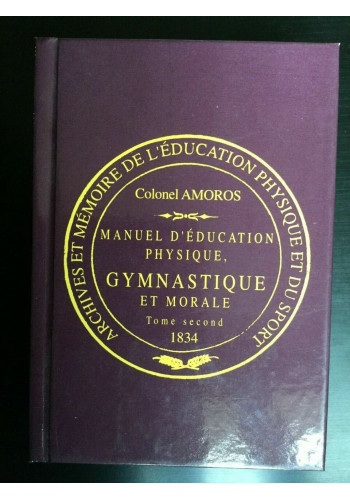 ARCHIVES ET MÉMOIRE DE L'ÉDUCATION PHYSIQUE ET DU SPORT
Colonel AMOROS
MANUEL D'ÉDUCATION
PHYSIQUE,
GYMNASTIQUE
ET MORALE
Tome second
1834